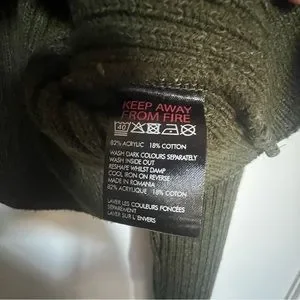 KEEP AWAY
FROM FIRE
40
82% ACRYLIC 18% COTTON
WASH DARK COLOURS SEPARATELY
WASH INSIDE OUT
RESHAPE WHILST DAMP
COOL IRON ON REVERSE
MADE IN ROMANIA
82% ACRYLIQUE 18% COTON
LAVER LES COULEURS FONCÉES
SÉPARÉMENT
LAVER SUR L'ENVERS